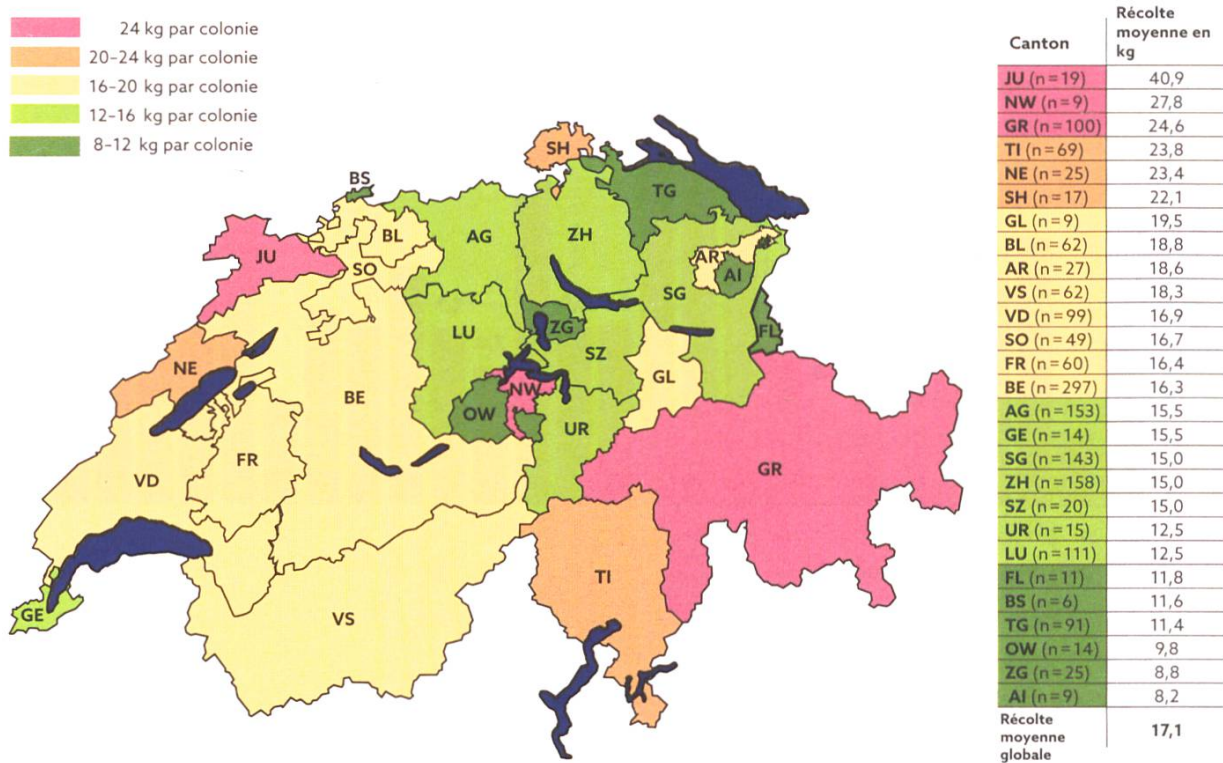 24 kg par colonie
20–24 kg par colonie
16–20 kg par colonie
12–16 kg par colonie
8–12 kg par colonie
SH
BS
TG
BL
AG
ZH
JU
SO
AR
AI
SG
ZG
FL
LU
SZ
NE
GL
NW
BE
OW
UR
FR
GR
VD
TI
GE
VS
Canton Récolte moyenne en kg
JU (n=19) 40,9
NW (n=9) 27,8
GR (n=100) 24,6
TI (n=69) 23,8
NE (n=25) 23,4
SH (n=17) 22,1
GL (n=9) 19,5
BL (n=62) 18,8
AR (n=27) 18,6
VS (n=62) 18,3
VD (n=99) 16,9
SO (n=49) 16,7
FR (n=60) 16,4
BE (n=297) 16,3
AG (n=153) 15,5
GE (n=14) 15,5
SG (n=143) 15,0
ZH (n=158) 15,0
SZ (n=20) 15,0
UR (n=15) 12,5
LU (n=111) 12,5
FL (n=11) 11,8
BS (n=6) 11,6
TG (n=91) 11,4
OW (n=14) 9,8
ZG (n=25) 8,8
AI (n=9) 8,2
Récolte moyenne globale 17,1